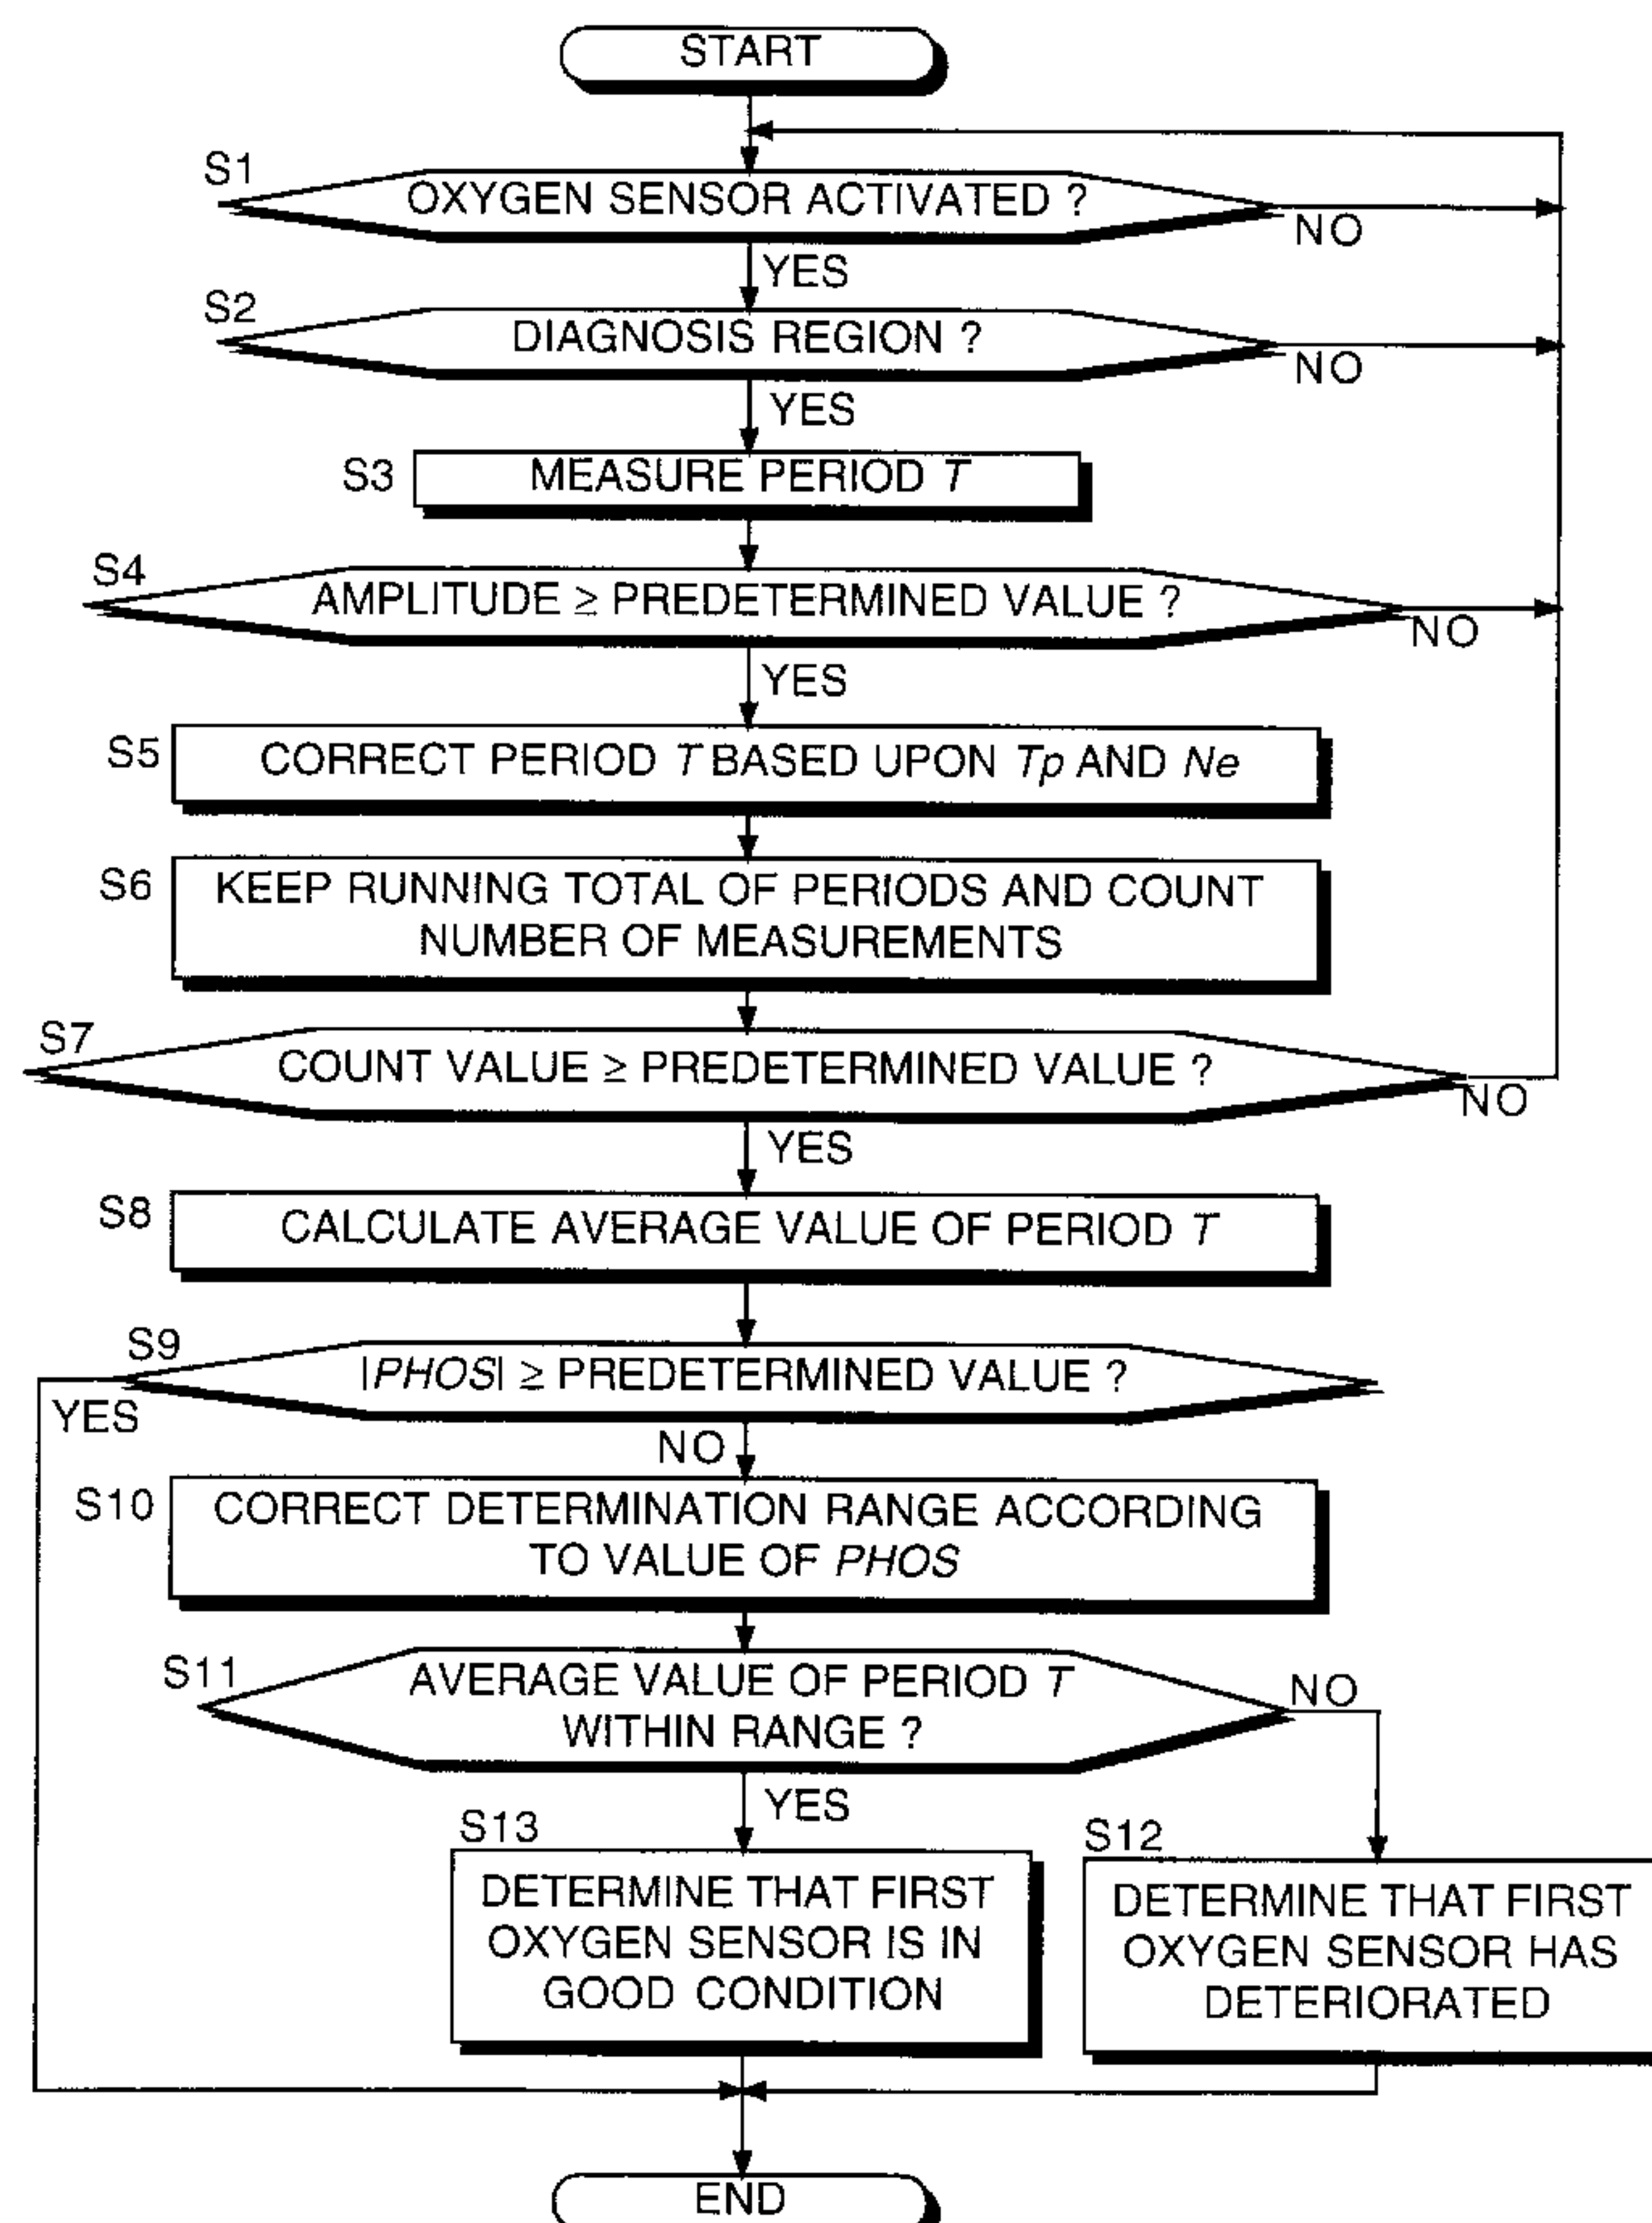 START
S1
OXYGEN SENSOR ACTIVATED ?
NO
YES
S2
DIAGNOSIS REGION ?
NO
YES
S3
MEASURE PERIOD T
S4
AMPLITUDE ≥ PREDETERMINED VALUE ?
NO
YES
S5
CORRECT PERIOD T BASED UPON Tp AND Ne
S6
KEEP RUNNING TOTAL OF PERIODS AND COUNT
NUMBER OF MEASUREMENTS
S7
COUNT VALUE ≥ PREDETERMINED VALUE ?
NO
YES
S8
CALCULATE AVERAGE VALUE OF PERIOD T
S9
|PHOS| ≥ PREDETERMINED VALUE ?
YES
NO
S10
CORRECT DETERMINATION RANGE ACCORDING
TO VALUE OF PHOS
S11
AVERAGE VALUE OF PERIOD T
WITHIN RANGE ?
NO
YES
S13
DETERMINE THAT FIRST
OXYGEN SENSOR IS IN
GOOD CONDITION
S12
DETERMINE THAT FIRST
OXYGEN SENSOR HAS
DETERIORATED
END